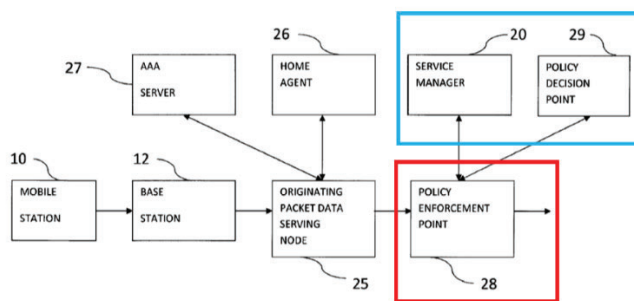 26
20
29
27
AAA
SERVER
HOME
AGENT
SERVICE
MANAGER
POLICY
DECISION
POINT
10
12
MOBILE
STATION
BASE
STATION
ORIGINATING
PACKET DATA
SERVING
NODE
POLICY
ENFORCEMENT
POINT
25
28